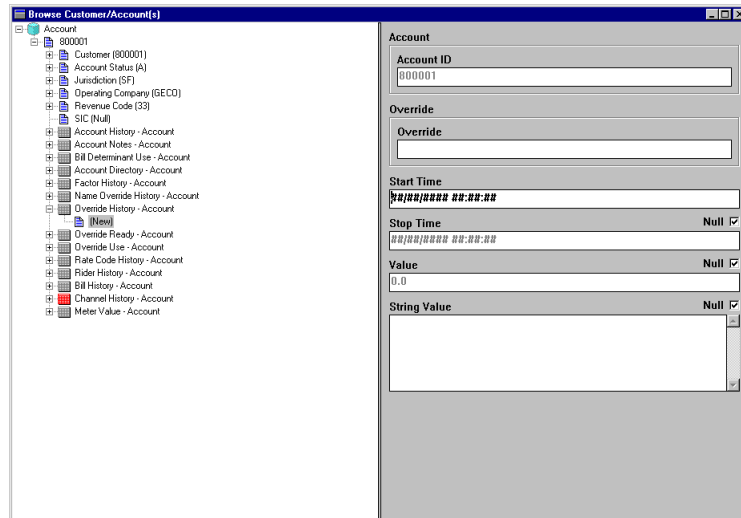 Browse Customer/Account(s)
Account
800001
Customer (800001)
Account Status (A)
Jurisdiction (SF)
Operating Company (GECO)
Revenue Code (33)
SIC (Null)
Account History - Account
Account Notes - Account
Bill Determinant Use - Account
Account Directory - Account
Factor History - Account
Name Override History - Account
Override History - Account
(New)
Override Ready - Account
Override Use - Account
Rate Code History - Account
Rider History - Account
Bill History - Account
Channel History - Account
Meter Value - Account
Account
Account ID
800001
Override
Override
Start Time
##/##/#### ##:##:##
Stop Time Null
##/##/#### ##:##:##
Value Null
0.0
String Value Null